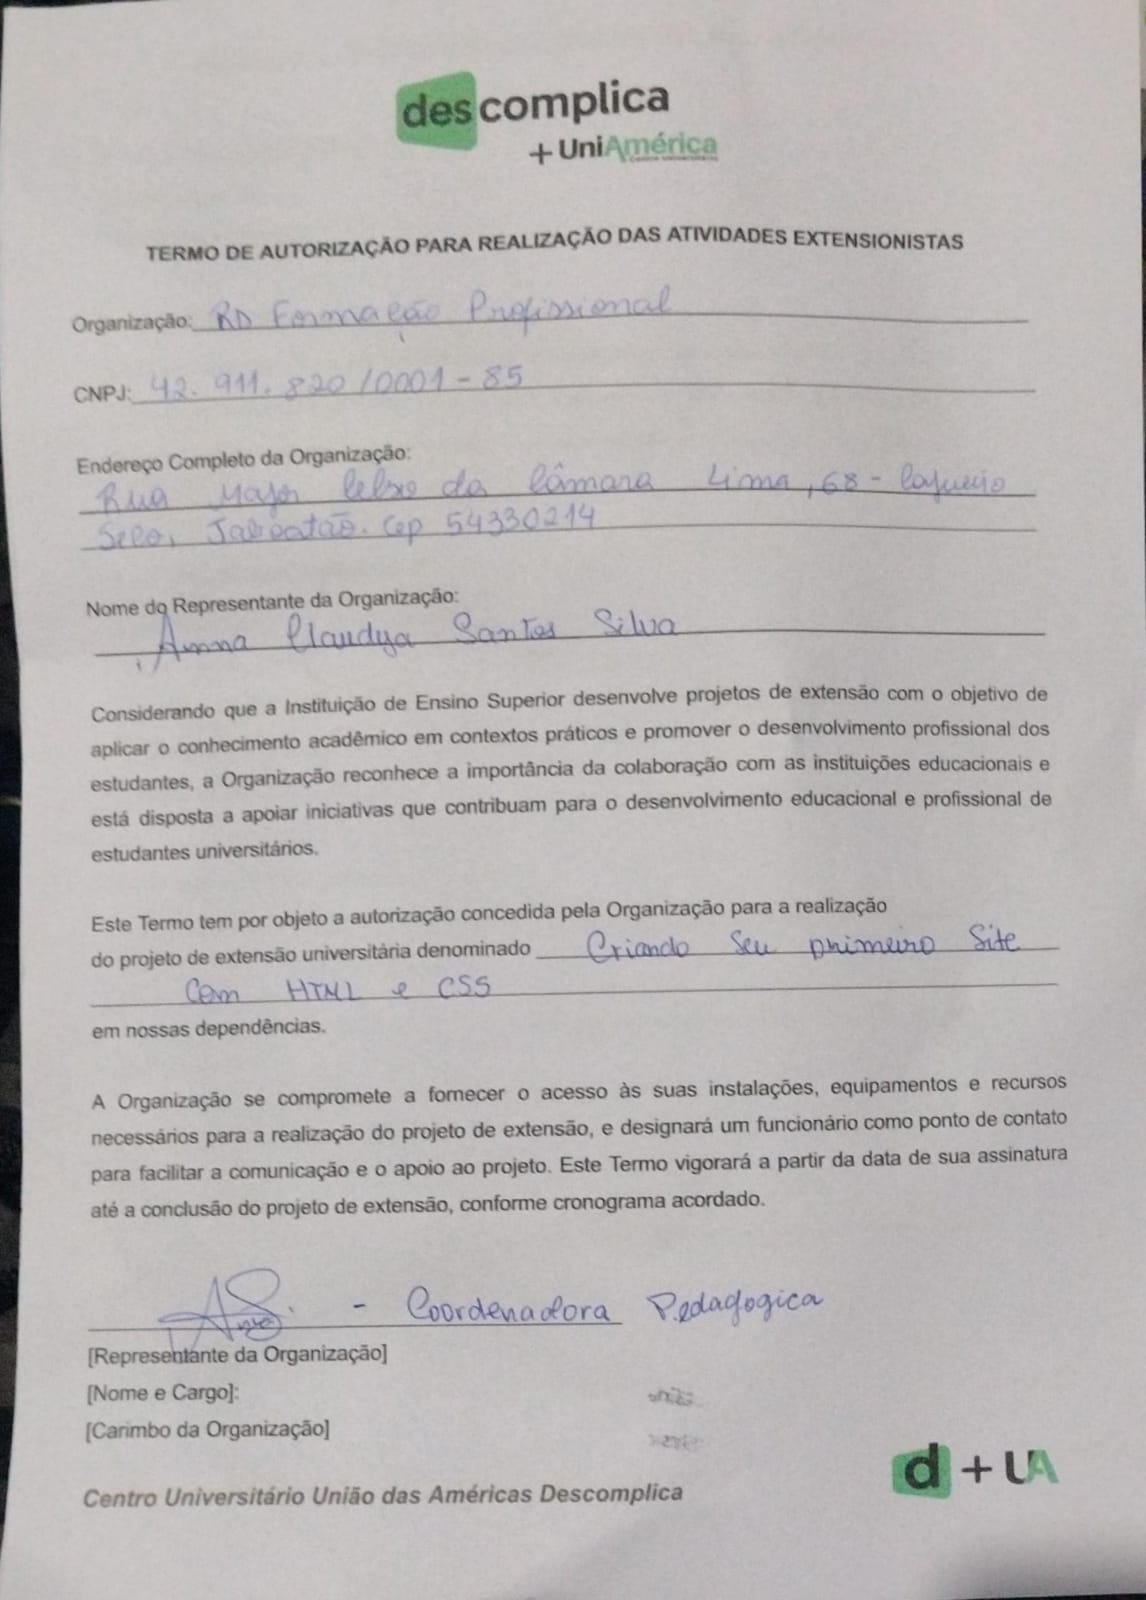 descomplica
+ UniAmérica
TERMO DE AUTORIZAÇÃO PARA REALIZAÇÃO DAS ATIVIDADES EXTENSIONISTAS
Organização: RD Formação Profissional
CNPJ: 42.911.820/0001-85
Endereço Completo da Organização:
Rua Major Celso da Câmara Lima, 68 -
Jaboatão. Cep 54330214
Nome do Representante da Organização:
Anna Claudya Santos Silva
Considerando que a Instituição de Ensino Superior desenvolve projetos de extensão com o objetivo de
aplicar o conhecimento acadêmico em contextos práticos e promover o desenvolvimento profissional dos
estudantes, a Organização reconhece a importância da colaboração com as instituições educacionais e
está disposta a apoiar iniciativas que contribuam para o desenvolvimento educacional e profissional de
estudantes universitários.
Este Termo tem por objeto a autorização concedida pela Organização para a realização
do projeto de extensão universitária denominado Criando Seu primeiro Site
Com HTML e CSS
em nossas dependências.
A Organização se compromete a fornecer o acesso às suas instalações, equipamentos e recursos
necessários para a realização do projeto de extensão, e designará um funcionário como ponto de contato
para facilitar a comunicação e o apoio ao projeto. Este Termo vigorará a partir da data de sua assinatura
até a conclusão do projeto de extensão, conforme cronograma acordado.
- Coordenadora Pedagogica
[Representante da Organização]
[Nome e Cargo]:
[Carimbo da Organização]
d + UA
Centro Universitário União das Américas Descomplica